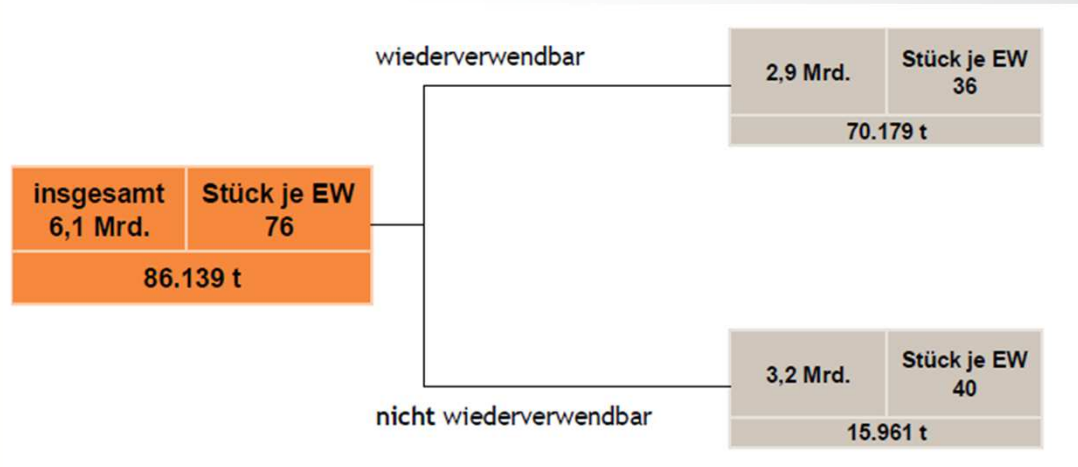 wiederverwendbar
2,9 Mrd.
Stück je EW
36
70.179 t
insgesamt
6,1 Mrd.
Stück je EW
76
86.139 t
3,2 Mrd.
Stück je EW
40
15.961 t
nicht wiederverwendbar